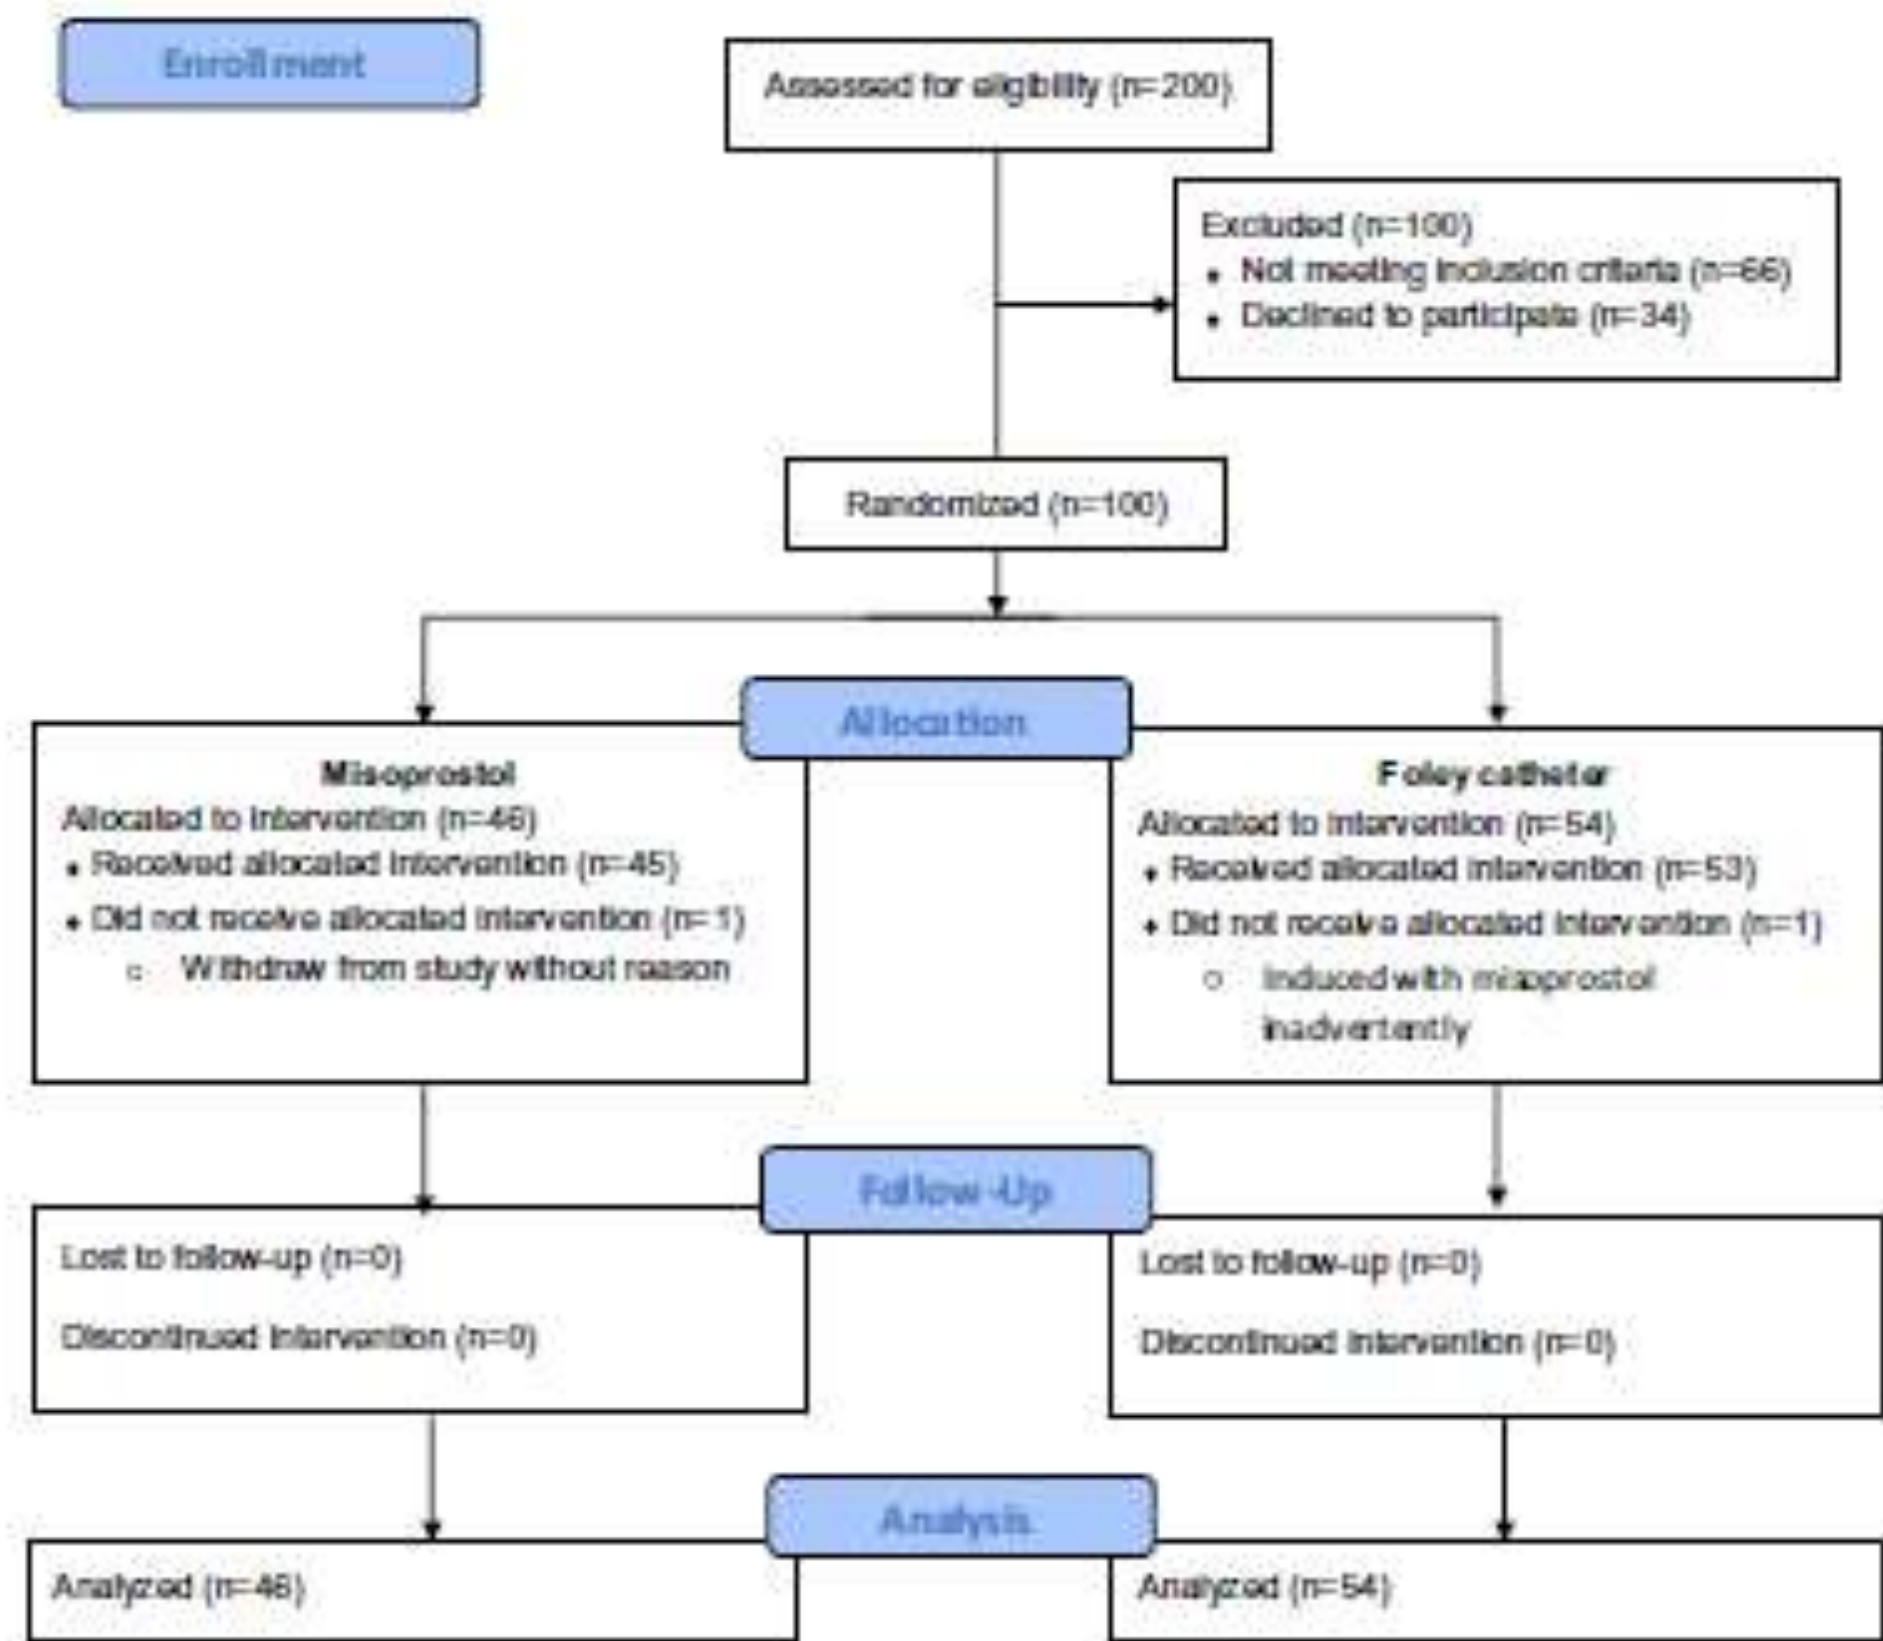 Enrollment
Assessed for eligibility (n=200)
Excluded (n=100)
• Not meeting inclusion criteria (n=66)
• Declined to participate (n=34)
Randomized (n=100)
Allocation
Misoprostol
Allocated to intervention (n=46)
• Received allocated intervention (n=45)
• Did not receive allocated intervention (n=1)
○ Withdraw from study without reason
Foley catheter
Allocated to intervention (n=54)
• Received allocated intervention (n=53)
• Did not receive allocated intervention (n=1)
○ Induced with misoprostol
inadvertently
Follow-Up
Lost to follow-up (n=0)
Discontinued intervention (n=0)
Lost to follow-up (n=0)
Discontinued intervention (n=0)
Analysis
Analyzed (n=46)
Analyzed (n=54)